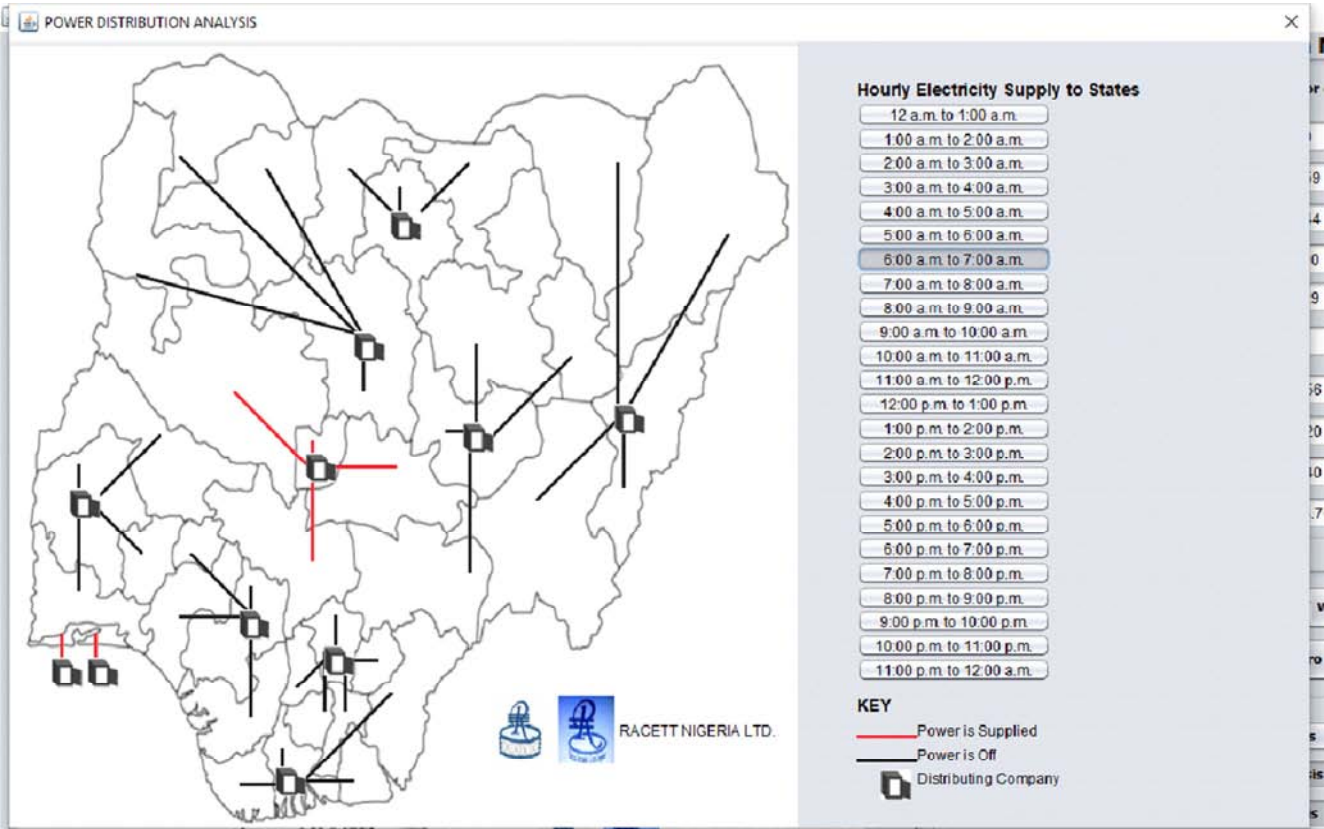 POWER DISTRIBUTION ANALYSIS
Hourly Electricity Supply to States
12 a.m. to 1:00 a.m.
1:00 a.m. to 2:00 a.m.
2:00 a.m. to 3:00 a.m.
3:00 a.m. to 4:00 a.m.
4:00 a.m. to 5:00 a.m.
5:00 a.m. to 6:00 a.m.
6:00 a.m. to 7:00 a.m.
7:00 a.m. to 8:00 a.m.
8:00 a.m. to 9:00 a.m.
9:00 a.m. to 10:00 a.m.
10:00 a.m. to 11:00 a.m.
11:00 a.m. to 12:00 p.m.
12:00 p.m. to 1:00 p.m.
1:00 p.m. to 2:00 p.m.
2:00 p.m. to 3:00 p.m.
3:00 p.m. to 4:00 p.m.
4:00 p.m. to 5:00 p.m.
5:00 p.m. to 6:00 p.m.
6:00 p.m. to 7:00 p.m.
7:00 p.m. to 8:00 p.m.
8:00 p.m. to 9:00 p.m.
9:00 p.m. to 10:00 p.m.
10:00 p.m. to 11:00 p.m.
11:00 p.m. to 12:00 a.m.
KEY
Power is Supplied
Power is Off
Distributing Company
RACETT NIGERIA LTD.